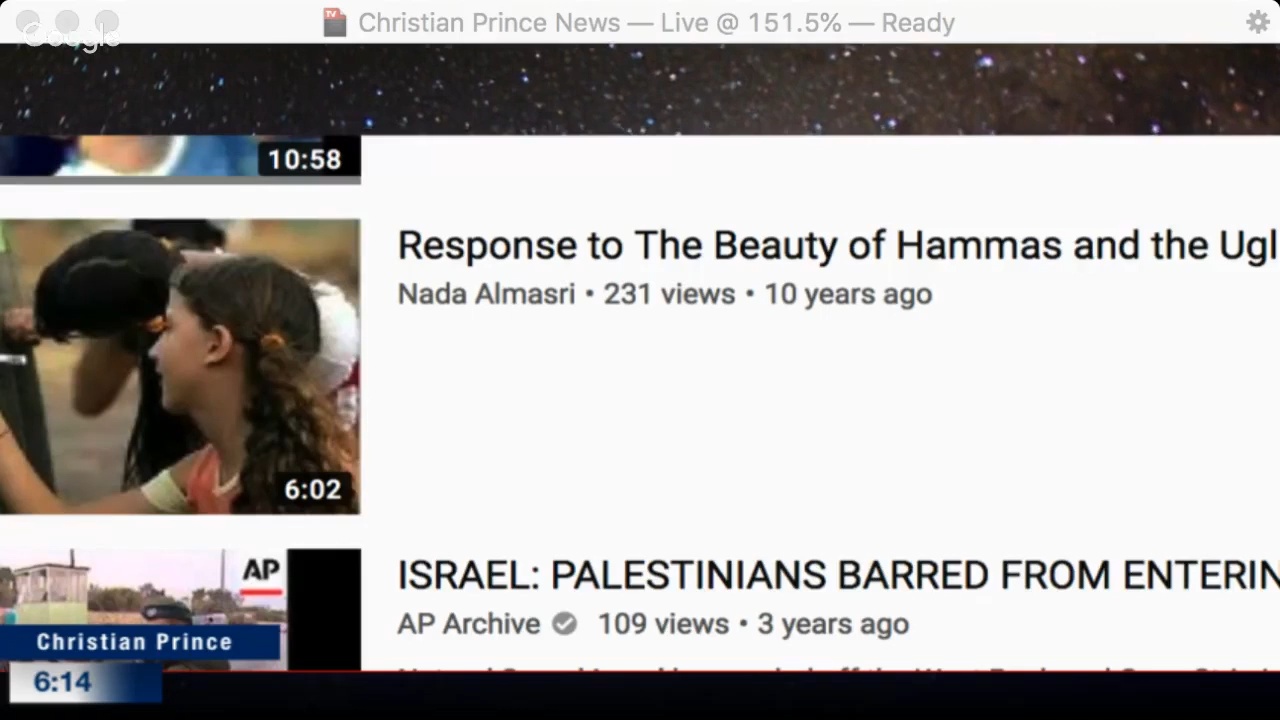 Christian Prince News — Live @ 151.5% — Ready
Google
10:58
Response to The Beauty of Hammas and the Ugl
Nada Almasri • 231 views • 10 years ago
6:02
AP
ISRAEL: PALESTINIANS BARRED FROM ENTERIN
AP Archive 109 views • 3 years ago
Christian Prince
6:14